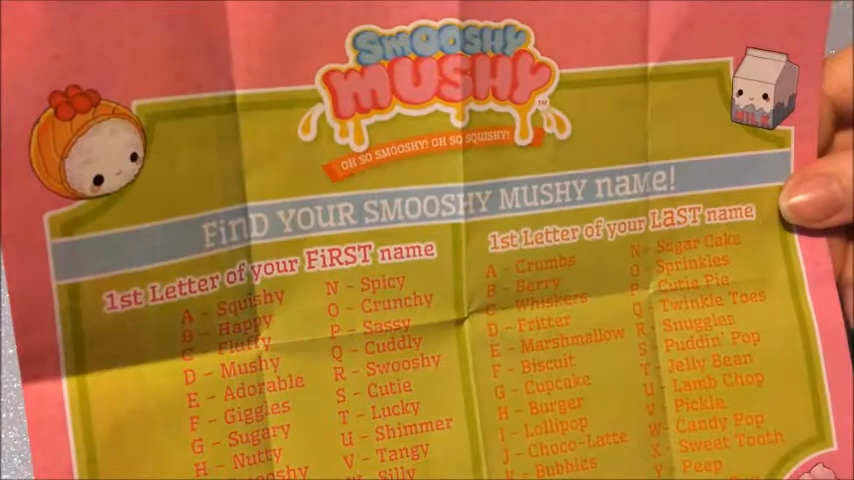 SMOOSHY
MUSHY
TM
OH SO SMOOSHY! OH SO SQUISHY!
FinD YOUR SMOOSHY MUSHY name!
1st Letter of your FiRST name
A - Squishy
B - Happy
C - Fluffy
D - Mushy
E - Adorable
F - Giggles
G - Sugary
H - Nutty
N - Spicy
O - Crunchy
P - Sassy
Q - Cuddly
R - Swooshy
S - Cutie
T - Lucky
U - Shimmer
V - Tangy
W - Silly
1st Letter of your LaST name
A - Crumbs
B - Berry
C - Whiskers
D - Fritter
E - Marshmallow
F - Biscuit
G - Cupcake
H - Burger
I - Lollipop
J - Choco-Latte
K - Bubbles
N - Sugar Cake
O - Sprinkles
P - Cutie Pie
Q - Twinkle Toes
R - Snuggles
S - Puddin' Pop
T - Jelly Bean
U - Lamb Chop
V - Pickle
W - Candy Pop
X - Sweet Tooth
Y - Peep